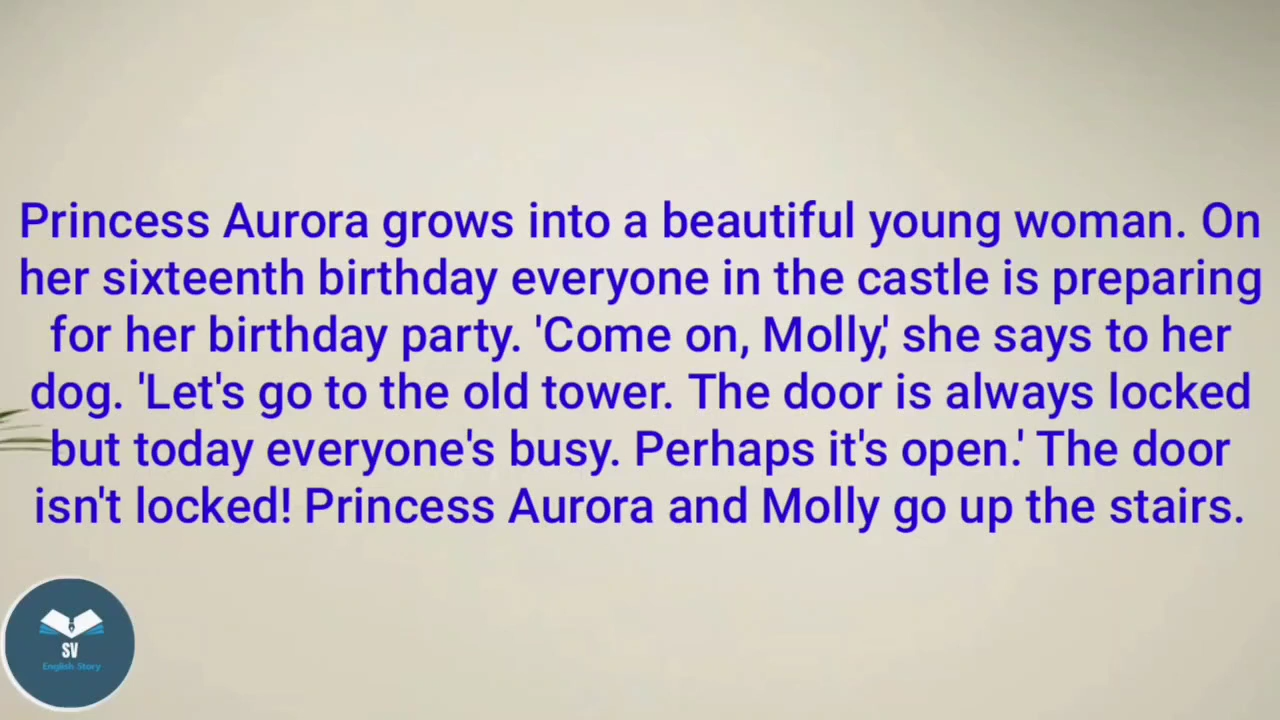 Princess Aurora grows into a beautiful young woman. On
her sixteenth birthday everyone in the castle is preparing
for her birthday party. 'Come on, Molly,' she says to her
dog. 'Let's go to the old tower. The door is always locked
but today everyone's busy. Perhaps it's open.' The door
isn't locked! Princess Aurora and Molly go up the stairs.
SV
English Story